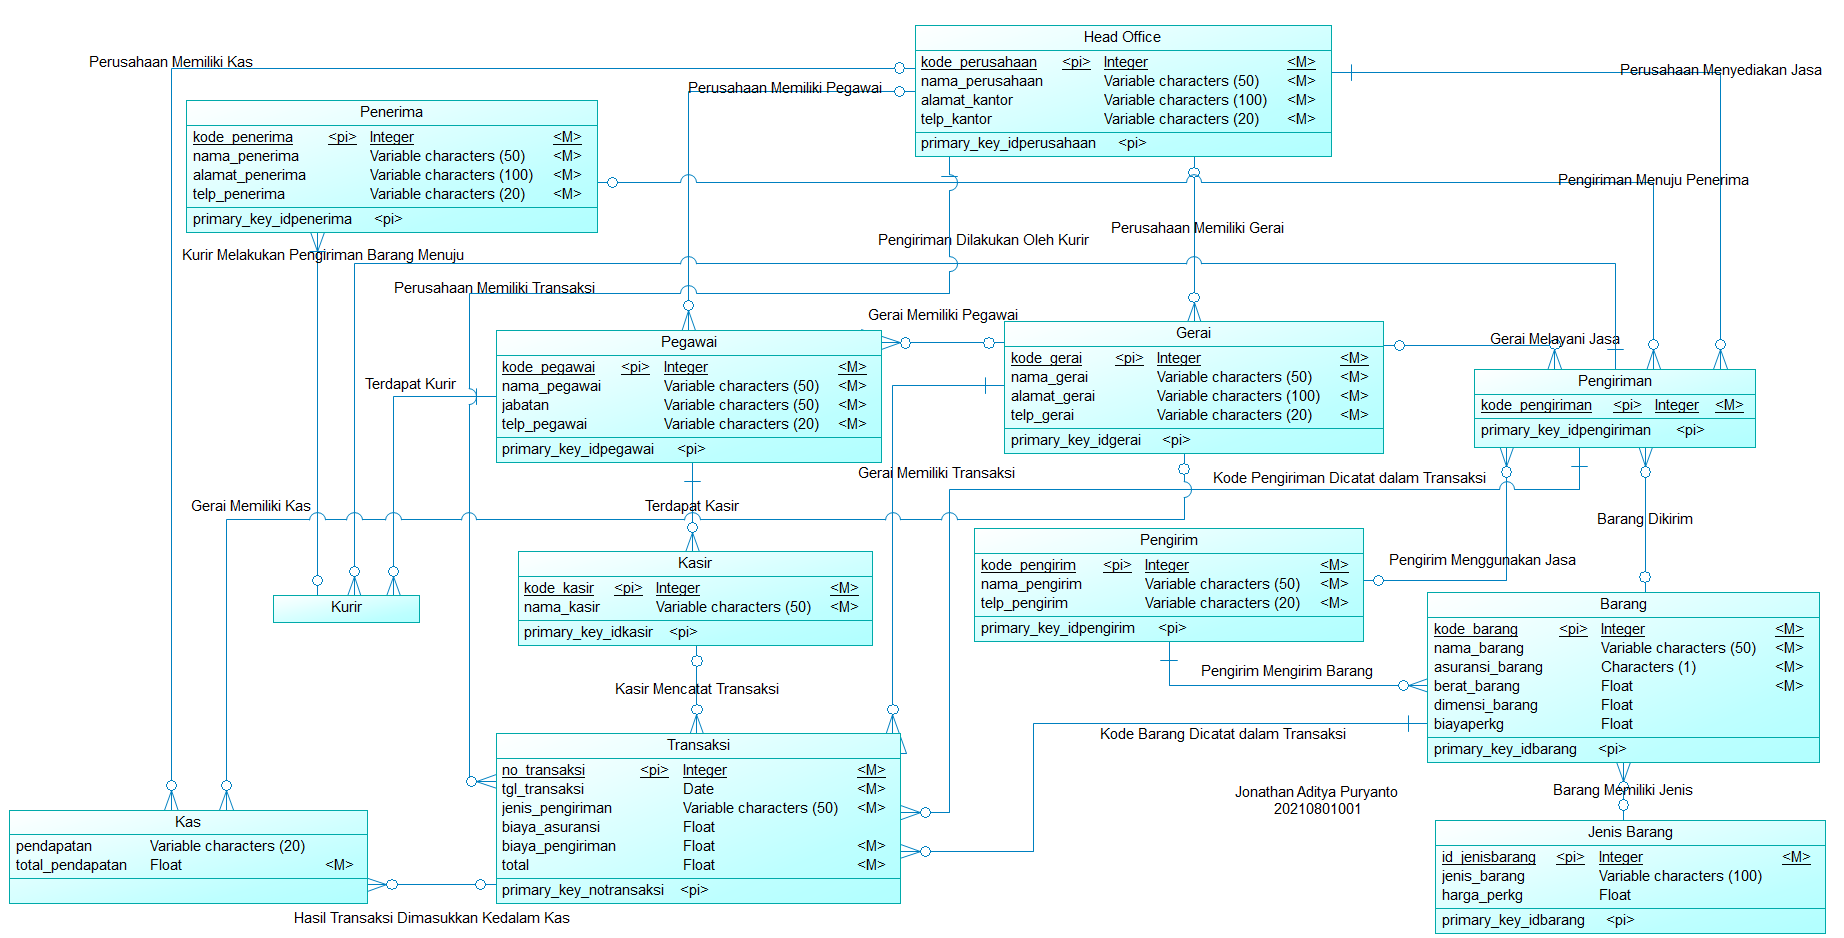 Head Office
kode_perusahaan <pi> Integer <M>
nama_perusahaan Variable characters (50) <M>
alamat_kantor Variable characters (100) <M>
telp_kantor Variable characters (20) <M>
primary_key_idperusahaan <pi>
Perusahaan Memiliki Kas
Perusahaan Memiliki Pegawai
Perusahaan Menyediakan Jasa
Penerima
kode_penerima <pi> Integer <M>
nama_penerima Variable characters (50) <M>
alamat_penerima Variable characters (100) <M>
telp_penerima Variable characters (20) <M>
primary_key_idpenerima <pi>
Pengiriman Menuju Penerima
Perusahaan Memiliki Gerai
Pengiriman Dilakukan Oleh Kurir
Kurir Melakukan Pengiriman Barang Menuju
Perusahaan Memiliki Transaksi
Gerai Memiliki Pegawai
Pegawai
kode_pegawai <pi> Integer <M>
nama_pegawai Variable characters (50) <M>
jabatan Variable characters (50) <M>
telp_pegawai Variable characters (20) <M>
primary_key_idpegawai <pi>
Gerai
kode_gerai <pi> Integer <M>
nama_gerai Variable characters (50) <M>
alamat_gerai Variable characters (100) <M>
telp_gerai Variable characters (20) <M>
primary_key_idgerai <pi>
Gerai Melayani Jasa
Pengiriman
kode_pengiriman <pi> Integer <M>
primary_key_idpengiriman <pi>
Terdapat Kurir
Gerai Memiliki Transaksi
Kode Pengiriman Dicatat dalam Transaksi
Gerai Memiliki Kas
Terdapat Kasir
Barang Dikirim
Pengirim Menggunakan Jasa
Kasir
kode_kasir <pi> Integer <M>
nama_kasir Variable characters (50) <M>
primary_key_idkasir <pi>
Pengirim
kode_pengirim <pi> Integer <M>
nama_pengirim Variable characters (50) <M>
telp_pengirim Variable characters (20) <M>
primary_key_idpengirim <pi>
Kurir
Barang
kode_barang <pi> Integer <M>
nama_barang Variable characters (50) <M>
asuransi_barang Characters (1) <M>
berat_barang Float <M>
dimensi_barang Float
biayaperkg Float
primary_key_idbarang <pi>
Pengirim Mengirim Barang
Kasir Mencatat Transaksi
Kode Barang Dicatat dalam Transaksi
Transaksi
no_transaksi <pi> Integer <M>
tgl_transaksi Date <M>
jenis_pengiriman Variable characters (50) <M>
biaya_asuransi Float
biaya_pengiriman Float <M>
total Float <M>
primary_key_notransaksi <pi>
Jonathan Aditya Puryanto
20210801001
Barang Memiliki Jenis
Kas
pendapatan Variable characters (20)
total_pendapatan Float <M>
Jenis Barang
id_jenisbarang <pi> Integer <M>
jenis_barang Variable characters (100)
harga_perkg Float
primary_key_idbarang <pi>
Hasil Transaksi Dimasukkan Kedalam Kas